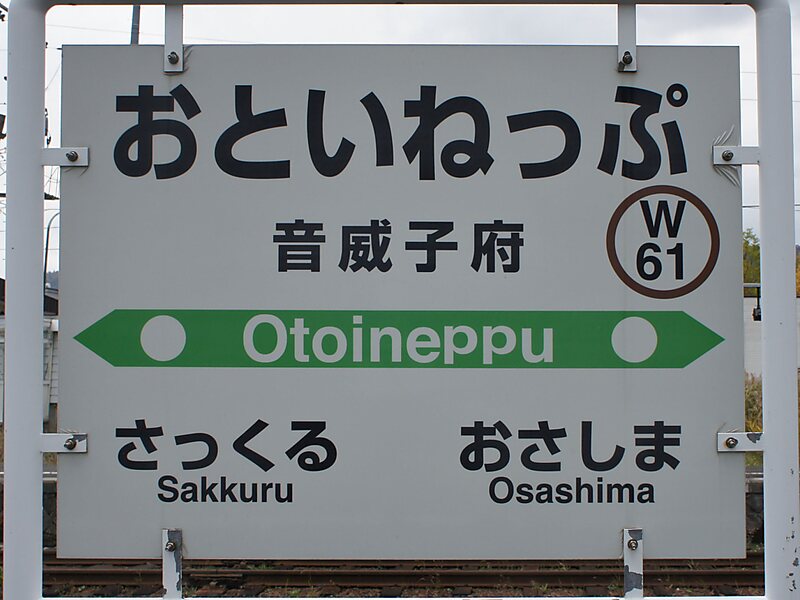 おといねっぷ
音威子府
W
61
Otoineppu
さっくる
Sakkuru
おさしま
Osashima